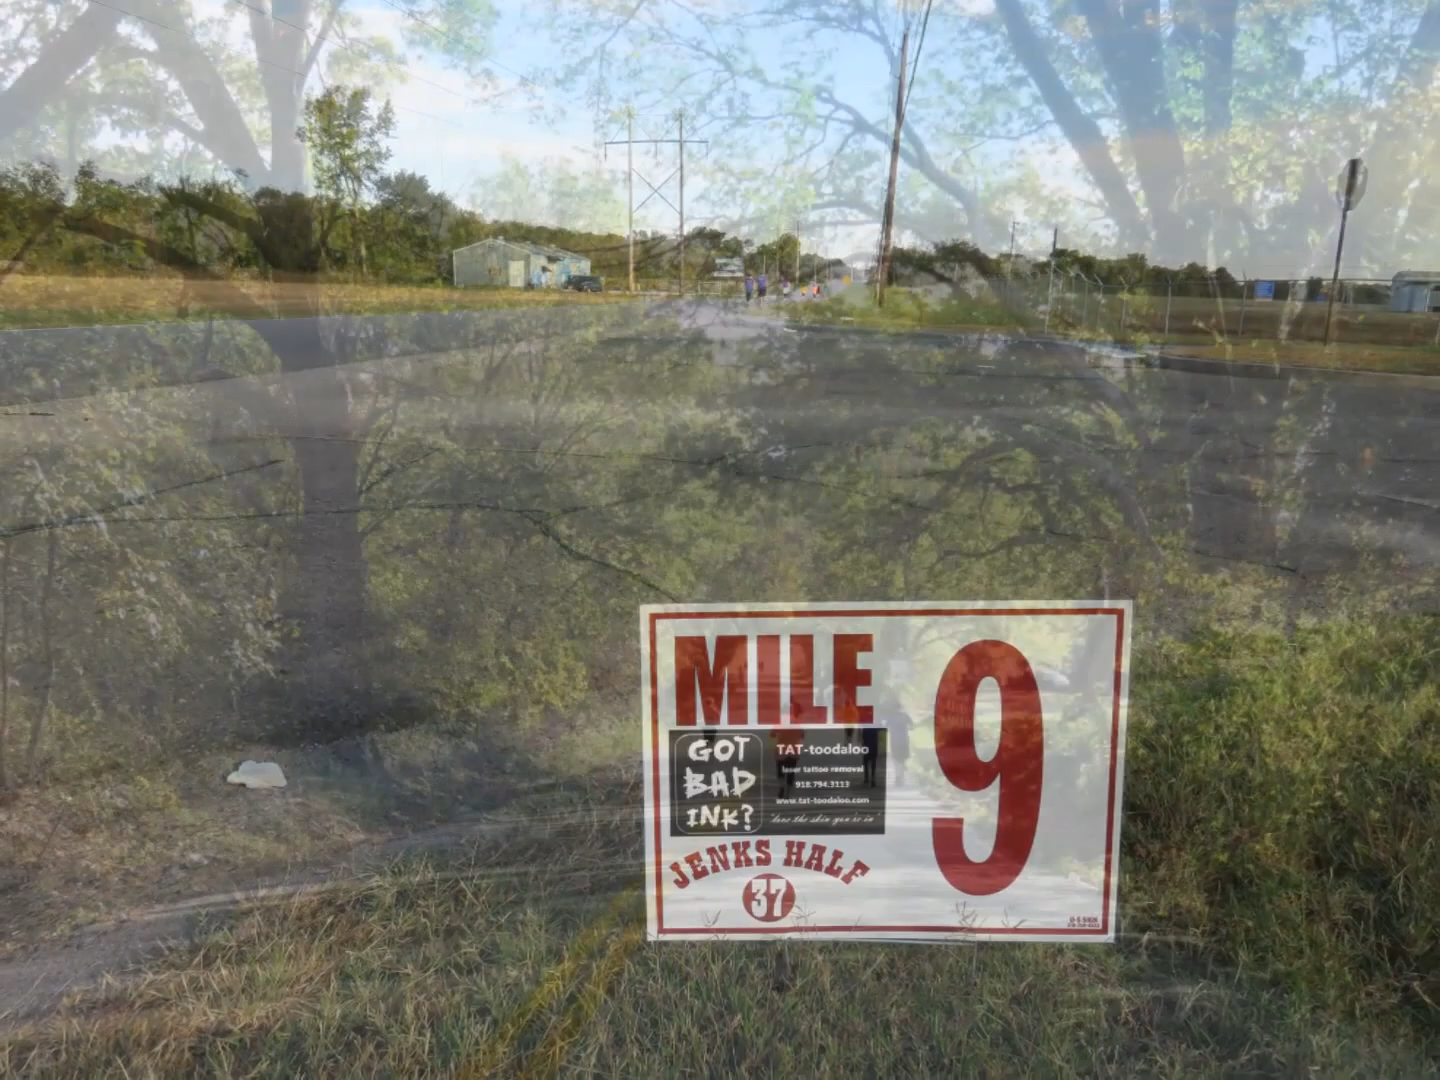 MILE
9
GOT
BAD
INK?
TAT-toodaloo
laser tattoo removal
918.794.3113
www.tat-toodaloo.com
love the skin you're in
JENKS HALF
37